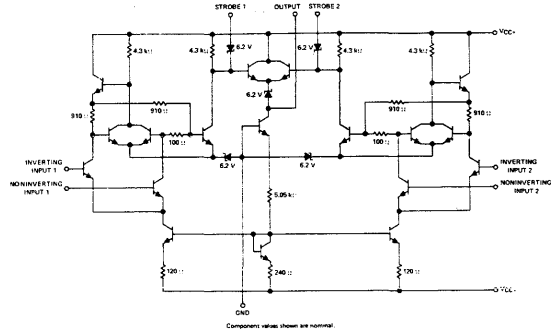 STROBE 1 OUTPUT STROBE 2
VCC+
4.3 kΩ 4.3 kΩ 6.2 V 6.2 V 4.3 kΩ 4.3 kΩ
6.2 V
910 Ω 910 Ω
910 Ω 910 Ω
100 Ω 100 Ω
6.2 V 6.2 V
INVERTING
INPUT 1
NONINVERTING
INPUT 1
INVERTING
INPUT 2
NONINVERTING
INPUT 2
5.05 kΩ
120 Ω 240 Ω 120 Ω
VCC-
GND
Component values shown are nominal.